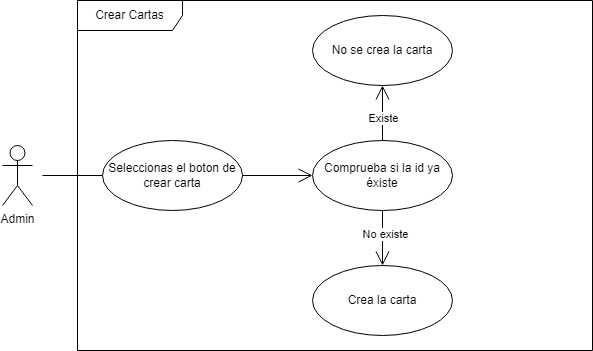 Crear Cartas
No se crea la carta
Existe
Seleccionas el boton de
crear carta
Comprueba si la id ya
éxiste
Admin
No existe
Crea la carta